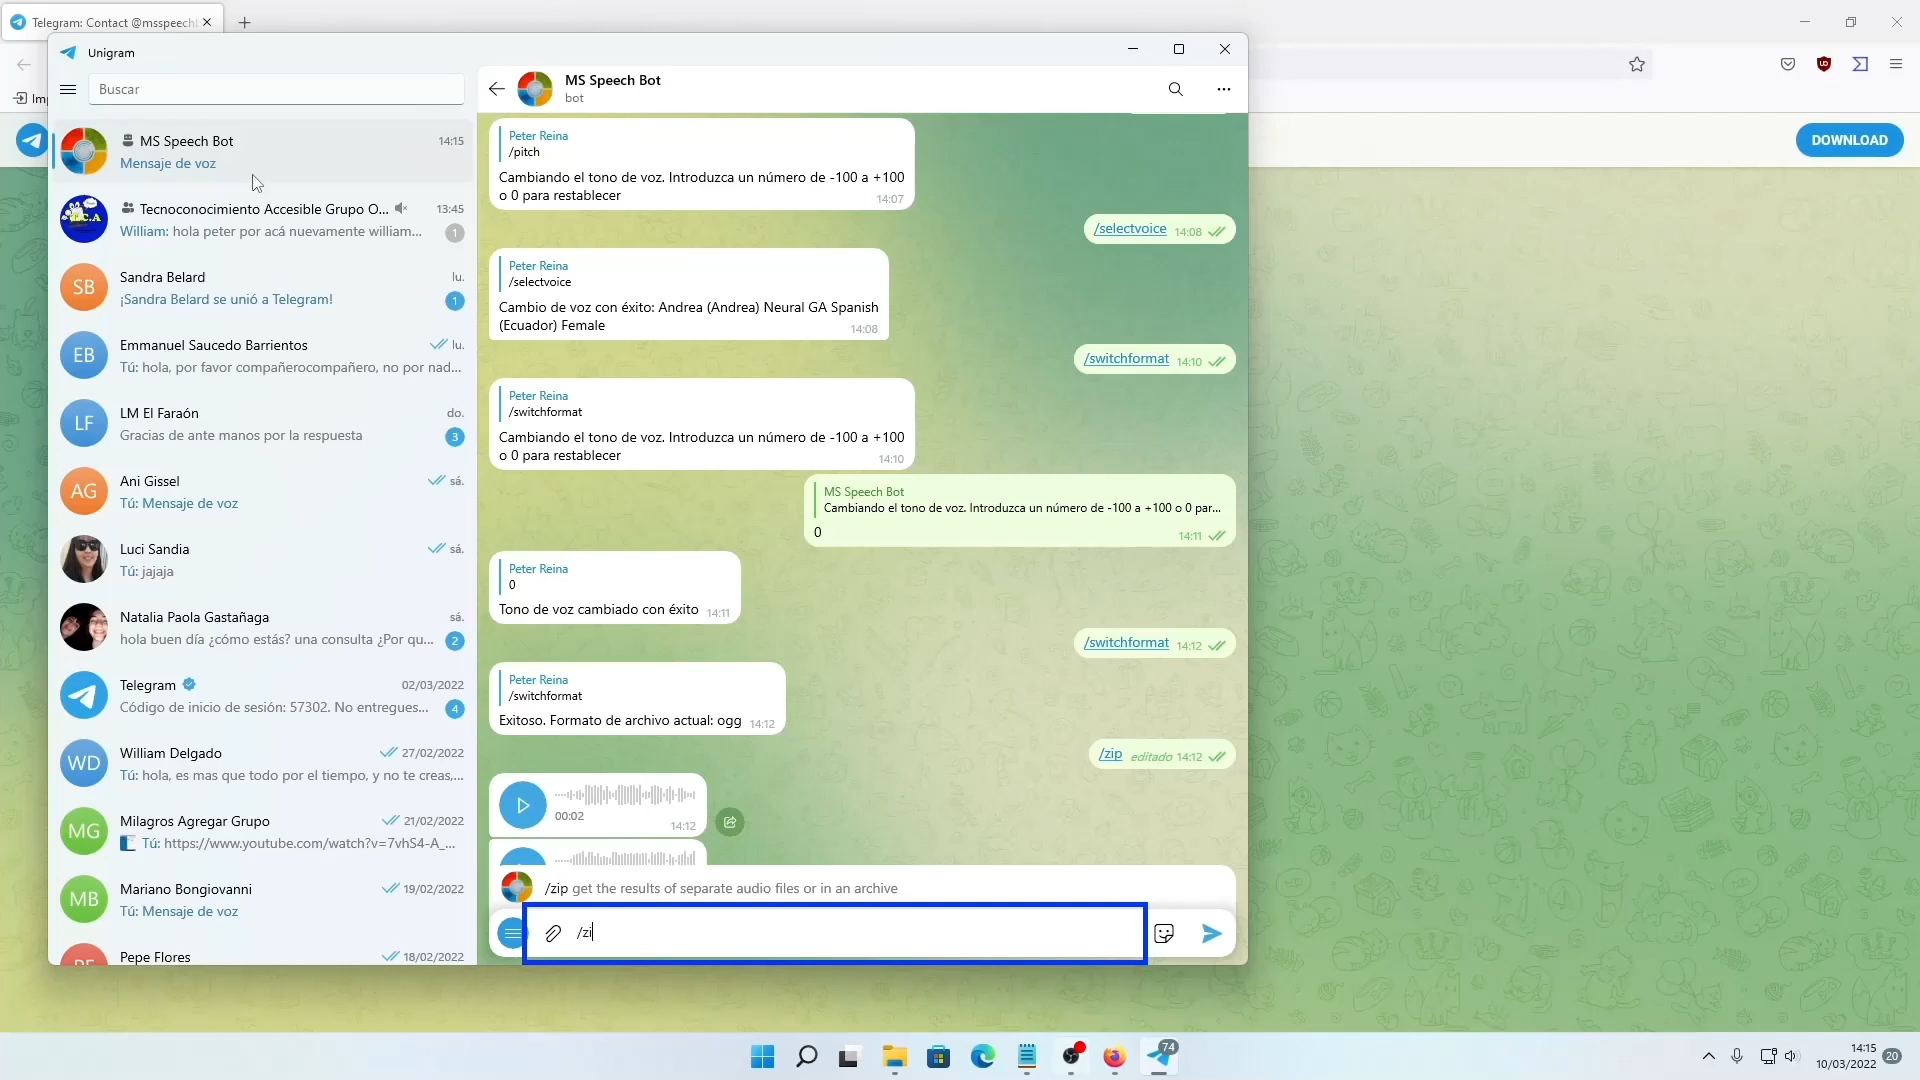 Telegram: Contact @msspeech
Unigram
Buscar
DOWNLOAD
MS Speech Bot
14:15
Mensaje de voz
Tecnoconocimiento Accesible Grupo O...
13:45
William: hola peter por acá nuevamente william...
1
SB
Sandra Belard
lu.
¡Sandra Belard se unió a Telegram!
1
EB
Emmanuel Saucedo Barrientos
lu.
Tú: hola, por favor compañerocompañero, no por nad...
LF
LM El Faraón
do.
Gracias de ante manos por la respuesta
3
AG
Ani Gissel
sá.
Tú: Mensaje de voz
Luci Sandia
sá.
Tú: jajaja
Natalia Paola Gastañaga
sá.
hola buen día ¿cómo estás? una consulta ¿Por qu...
2
Telegram
02/03/2022
Código de inicio de sesión: 57302. No entregues...
4
WD
William Delgado
27/02/2022
Tú: hola, es mas que todo por el tiempo, y no te creas,...
MG
Milagros Agregar Grupo
21/02/2022
Tú: https://www.youtube.com/watch?v=7vhS4-A_...
MB
Mariano Bongiovanni
19/02/2022
Tú: Mensaje de voz
Pepe Flores
18/02/2022
MS Speech Bot
bot
Peter Reina
/pitch
Cambiando el tono de voz. Introduzca un número de -100 a +100
o 0 para restablecer
14:07
/selectvoice 14:08
Peter Reina
/selectvoice
Cambio de voz con éxito: Andrea (Andrea) Neural GA Spanish
(Ecuador) Female
14:08
/switchformat 14:10
Peter Reina
/switchformat
Cambiando el tono de voz. Introduzca un número de -100 a +100
o 0 para restablecer
14:10
MS Speech Bot
Cambiando el tono de voz. Introduzca un número de -100 a +100 o 0 par...
0
14:11
Peter Reina
0
Tono de voz cambiado con éxito 14:11
/switchformat 14:12
Peter Reina
/switchformat
Exitoso. Formato de archivo actual: ogg 14:12
/zip editado 14:12
00:02
14:12
/zip get the results of separate audio files or in an archive
/zi
74
14:15
10/03/2022
20